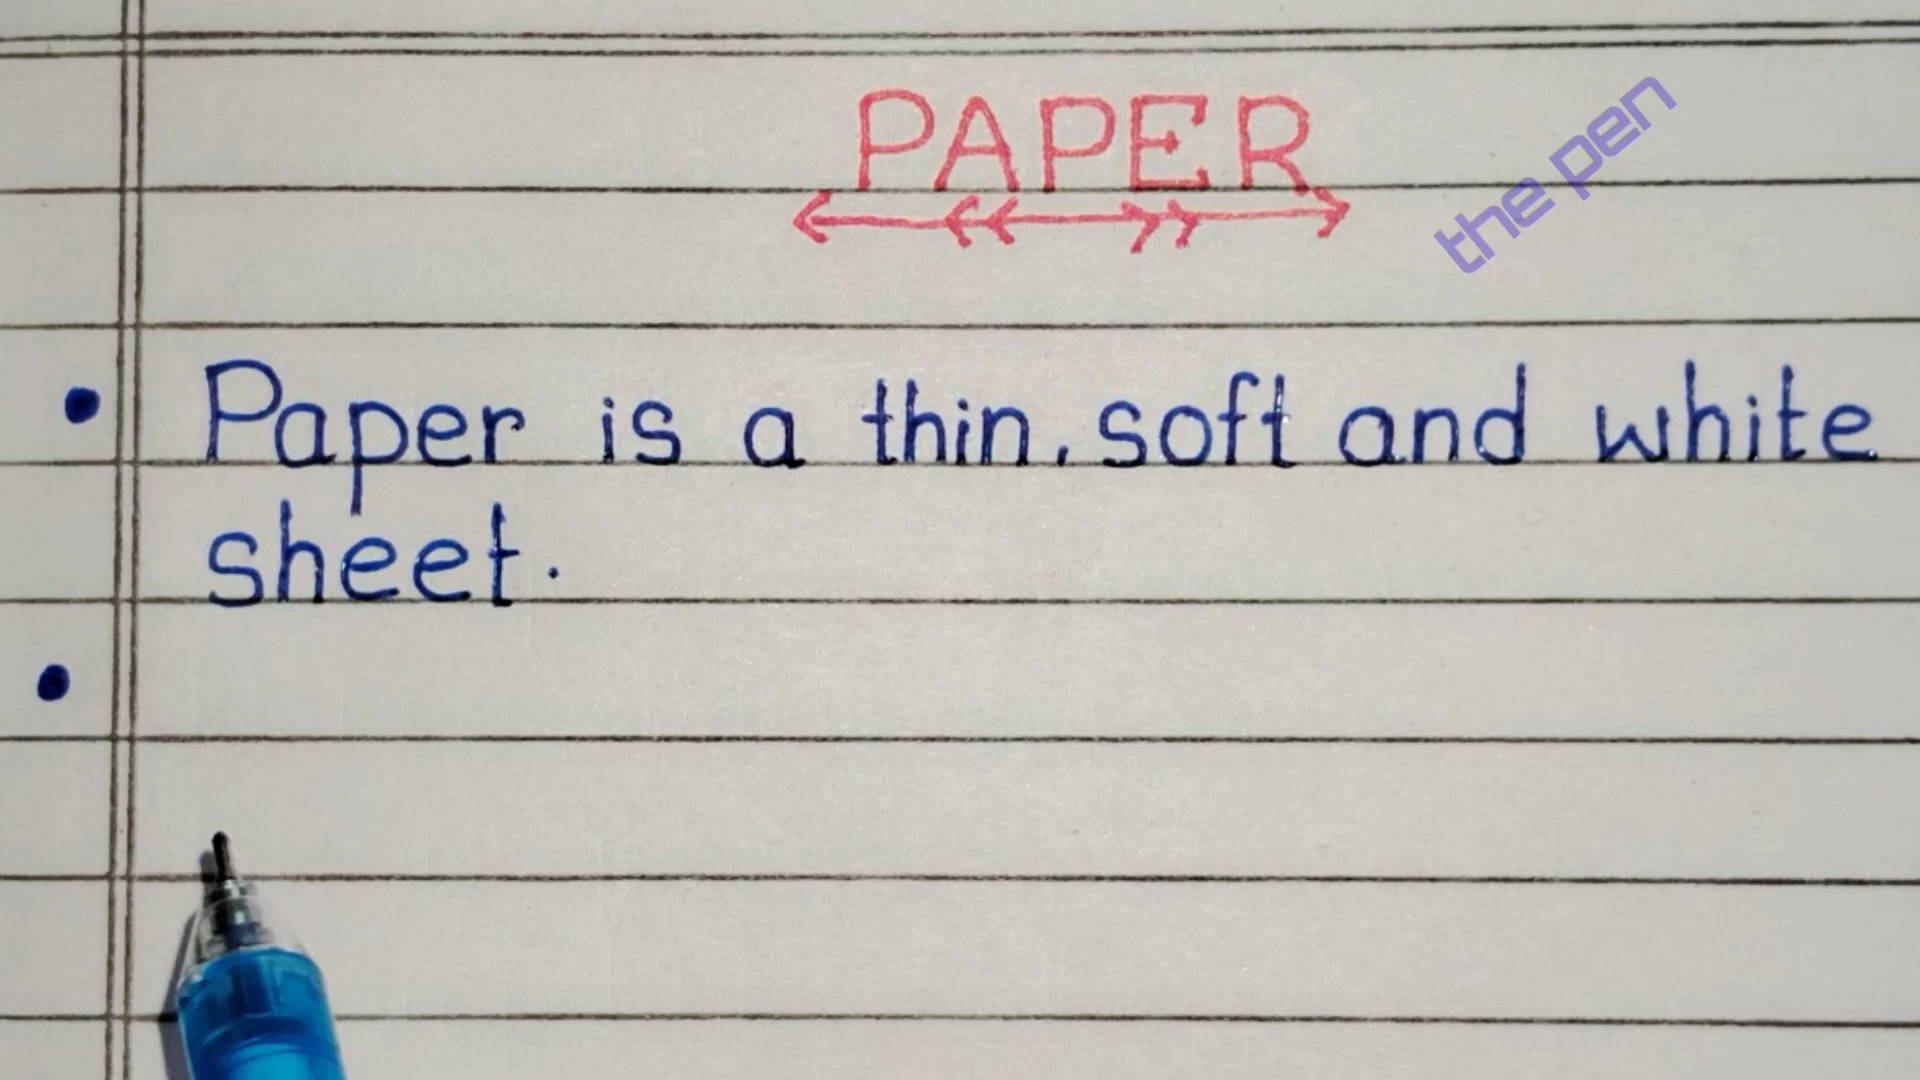 PAPER
the pen
• Paper is a thin, soft and white
sheet.
•